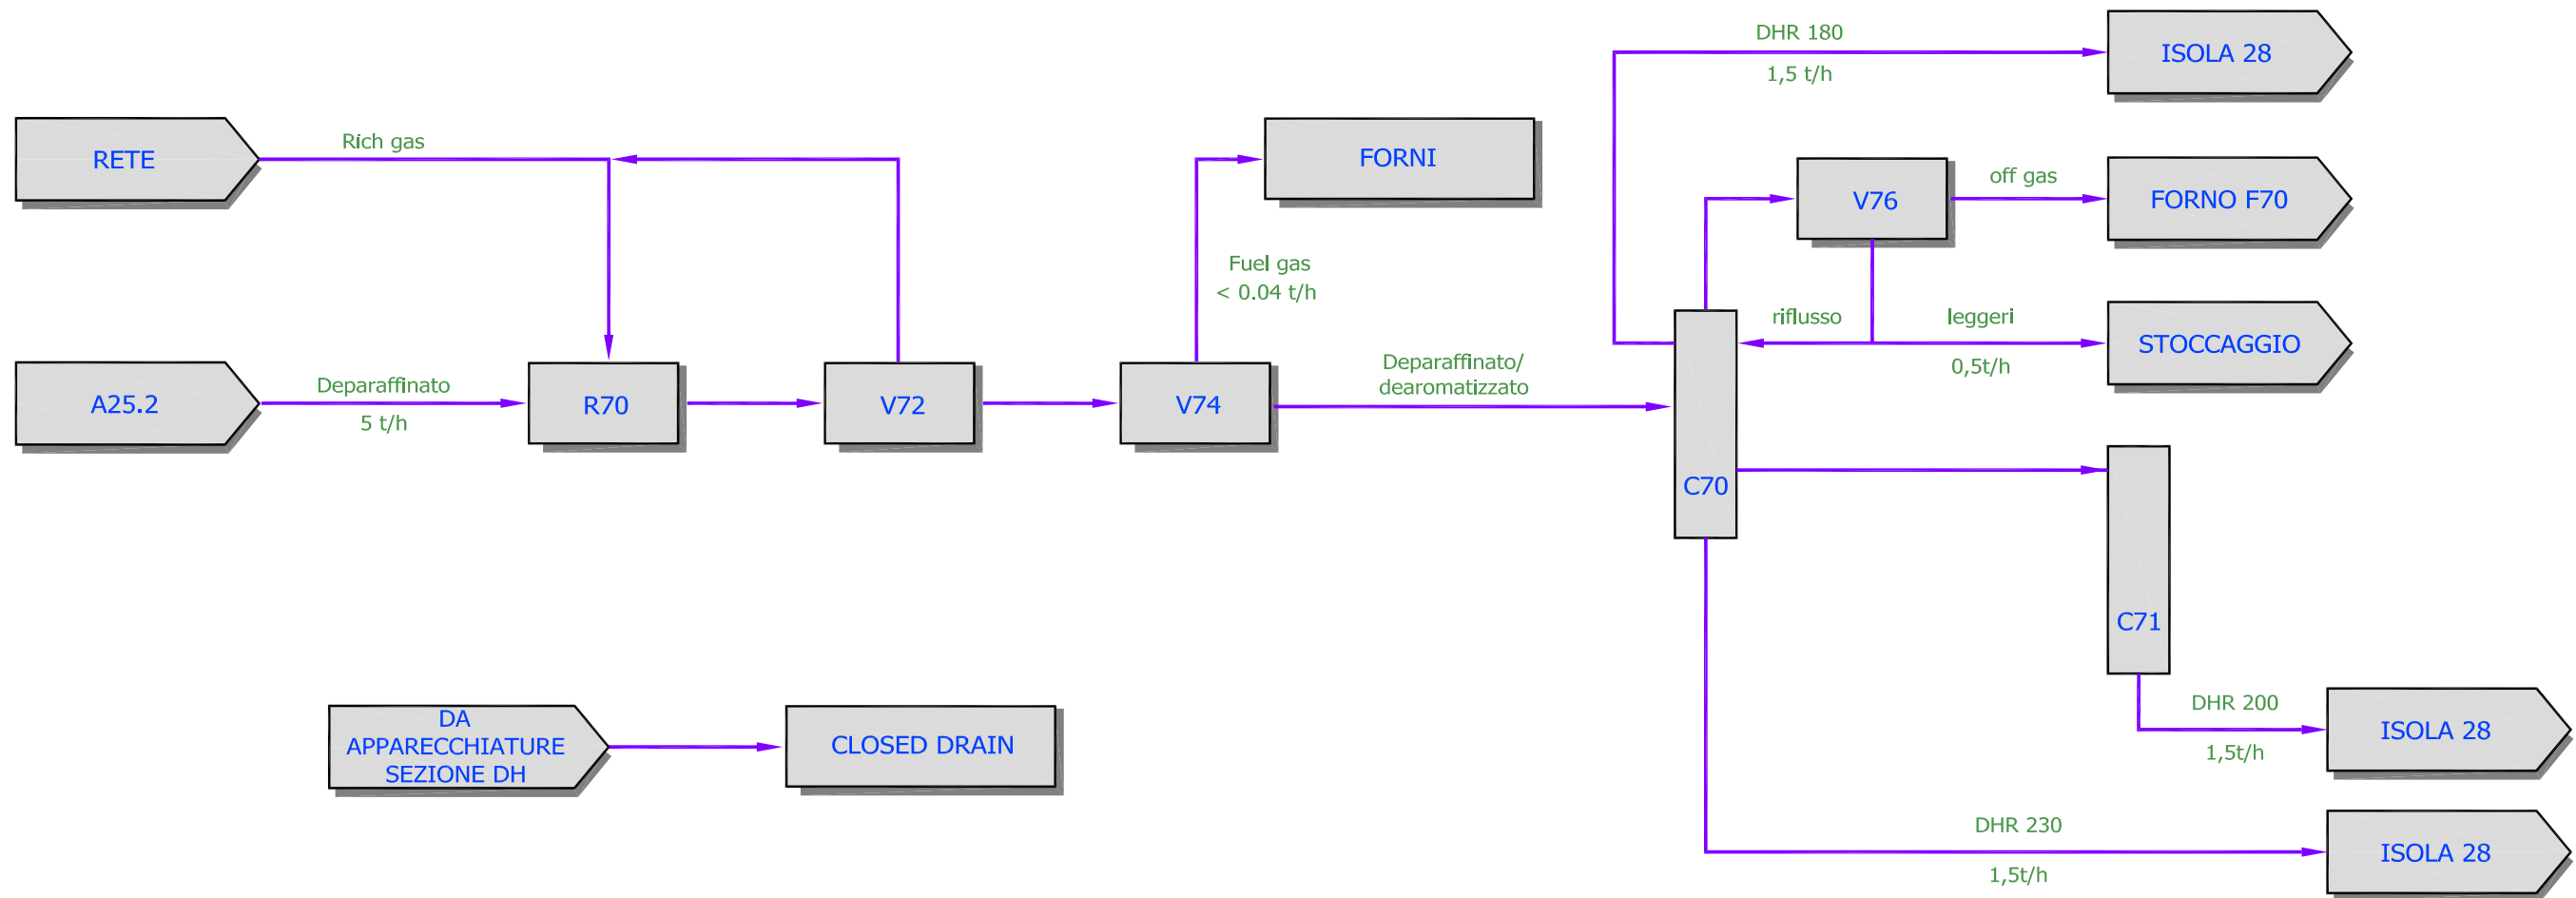 DHR 180
1,5 t/h
ISOLA 28
RETE
Rich gas
FORNI
V76
off gas
FORNO F70
Fuel gas
< 0.04 t/h
riflusso
leggeri
0,5t/h
STOCCAGGIO
A25.2
Deparaffinato
5 t/h
R70
V72
V74
Deparaffinato/
dearomatizzato
C70
C71
DHR 200
1,5t/h
ISOLA 28
DA
APPARECCHIATURE
SEZIONE DH
CLOSED DRAIN
DHR 230
1,5t/h
ISOLA 28